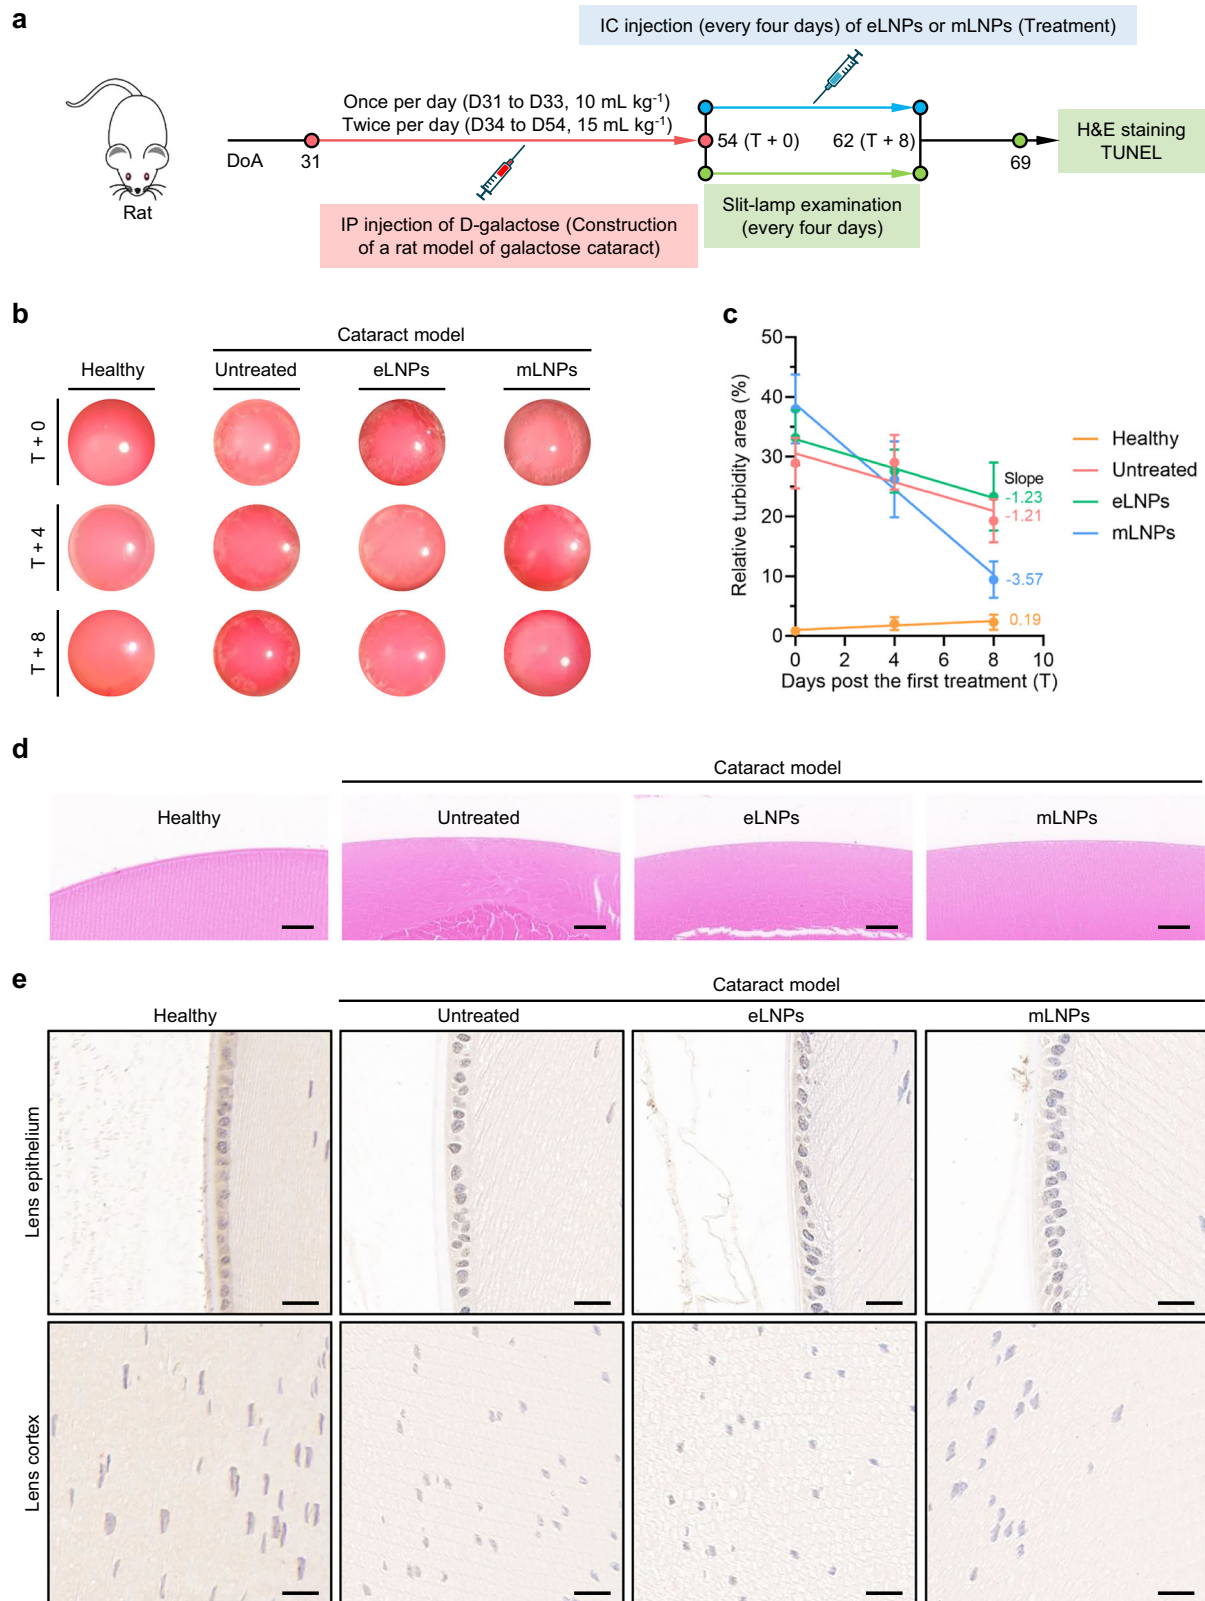 a
IC injection (every four days) of eLNPs or mLNPs (Treatment)
Once per day (D31 to D33, 10 mL kg⁻¹)
Twice per day (D34 to D54, 15 mL kg⁻¹)
DoA
31
54 (T + 0)
62 (T + 8)
69
H&E staining
TUNEL
Rat
IP injection of D-galactose (Construction
of a rat model of galactose cataract)
Slit-lamp examination
(every four days)
b
Cataract model
Healthy
Untreated
eLNPs
mLNPs
T + 0
T + 4
T + 8
c
Relative turbidity area (%)
50
40
30
20
10
0
0
2
4
6
8
10
Days post the first treatment (T)
Slope
-1.23
-1.21
-3.57
0.19
Healthy
Untreated
eLNPs
mLNPs
d
Cataract model
Healthy
Untreated
eLNPs
mLNPs
e
Cataract model
Healthy
Untreated
eLNPs
mLNPs
Lens epithelium
Lens cortex